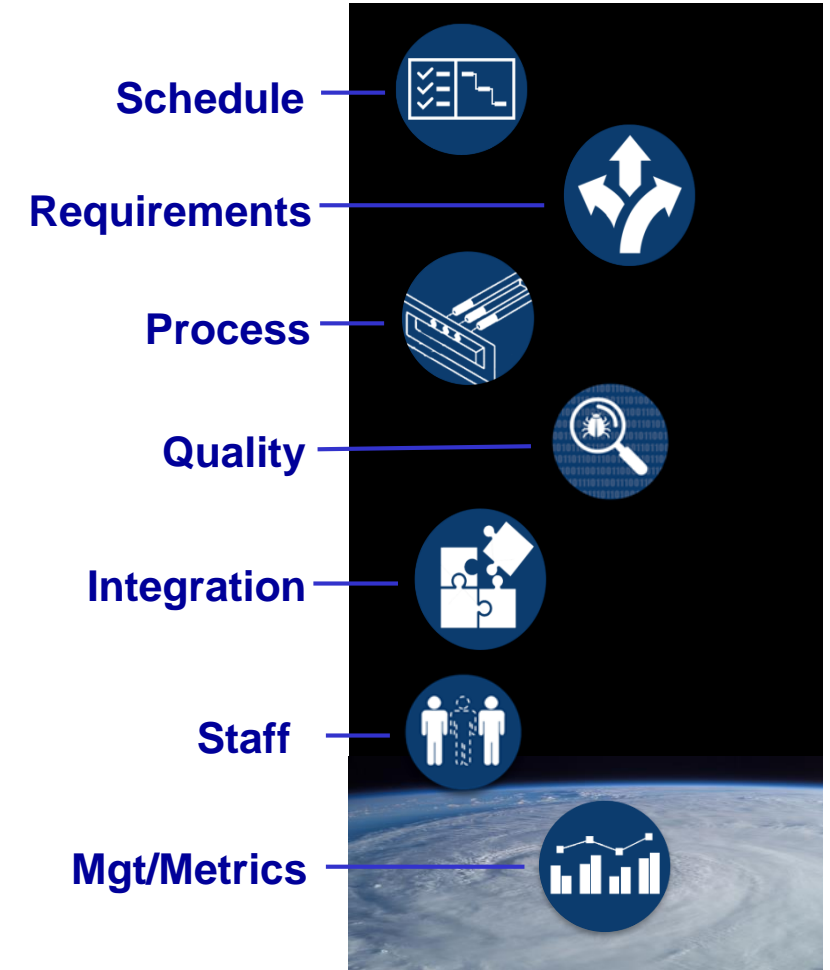 Schedule
Requirements
Process
Quality
Integration
Staff
Mgt/Metrics